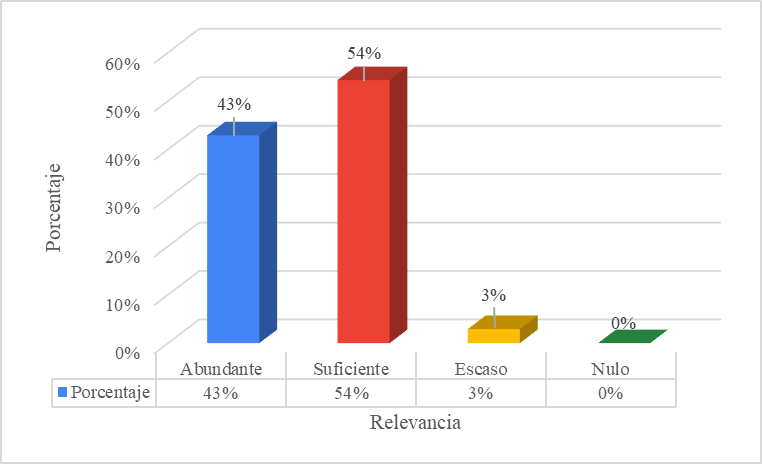 54%
60%
43%
50%
40%
Porcentaje
30%
20%
3%
10%
0%
0%
Abundante Suficiente Escaso Nulo
Porcentaje 43% 54% 3% 0%
Relevancia